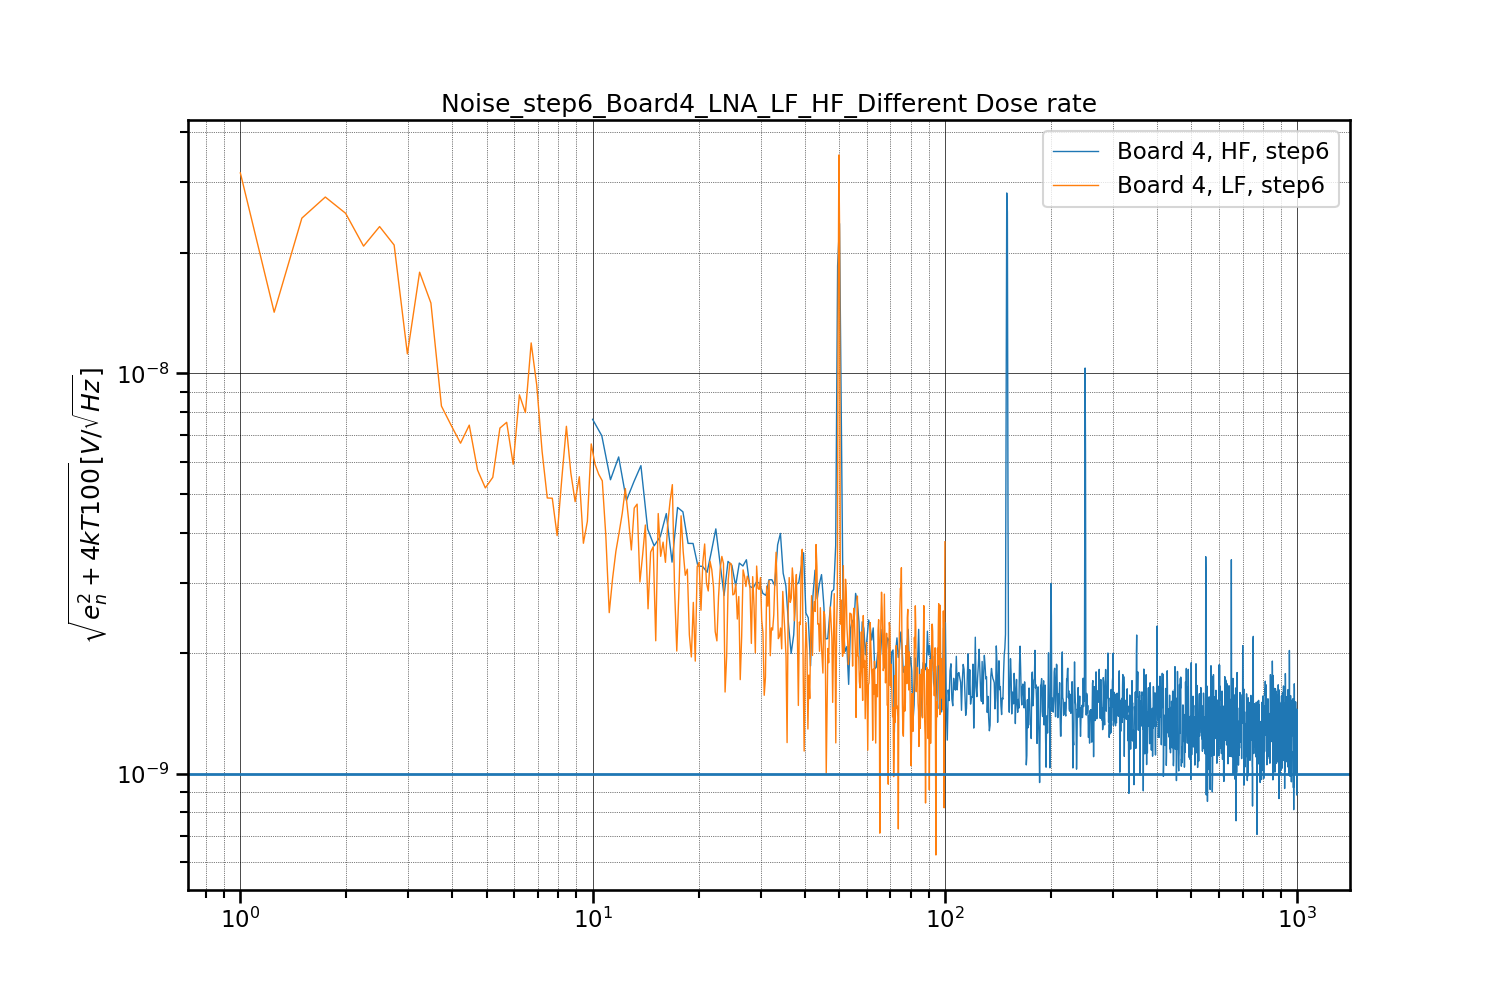 Noise_step6_Board4_LNA_LF_HF_Different Dose rate
Board 4, HF, step6
Board 4, LF, step6
√(e_n^2 + 4kT100) [V/√Hz]
10^-8
10^-9
10^0 10^1 10^2 10^3